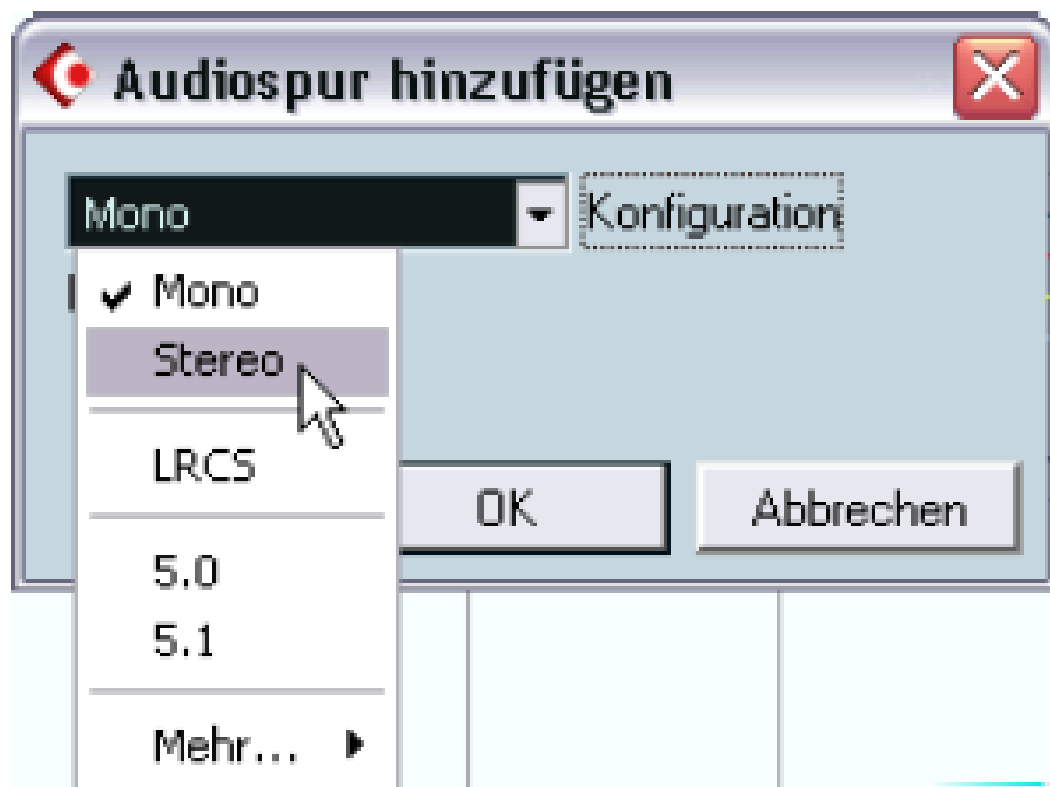 Audiospur hinzufügen
Mono
Konfiguration
Mono
Stereo
LRCS
OK
Abbrechen
5.0
5.1
Mehr...